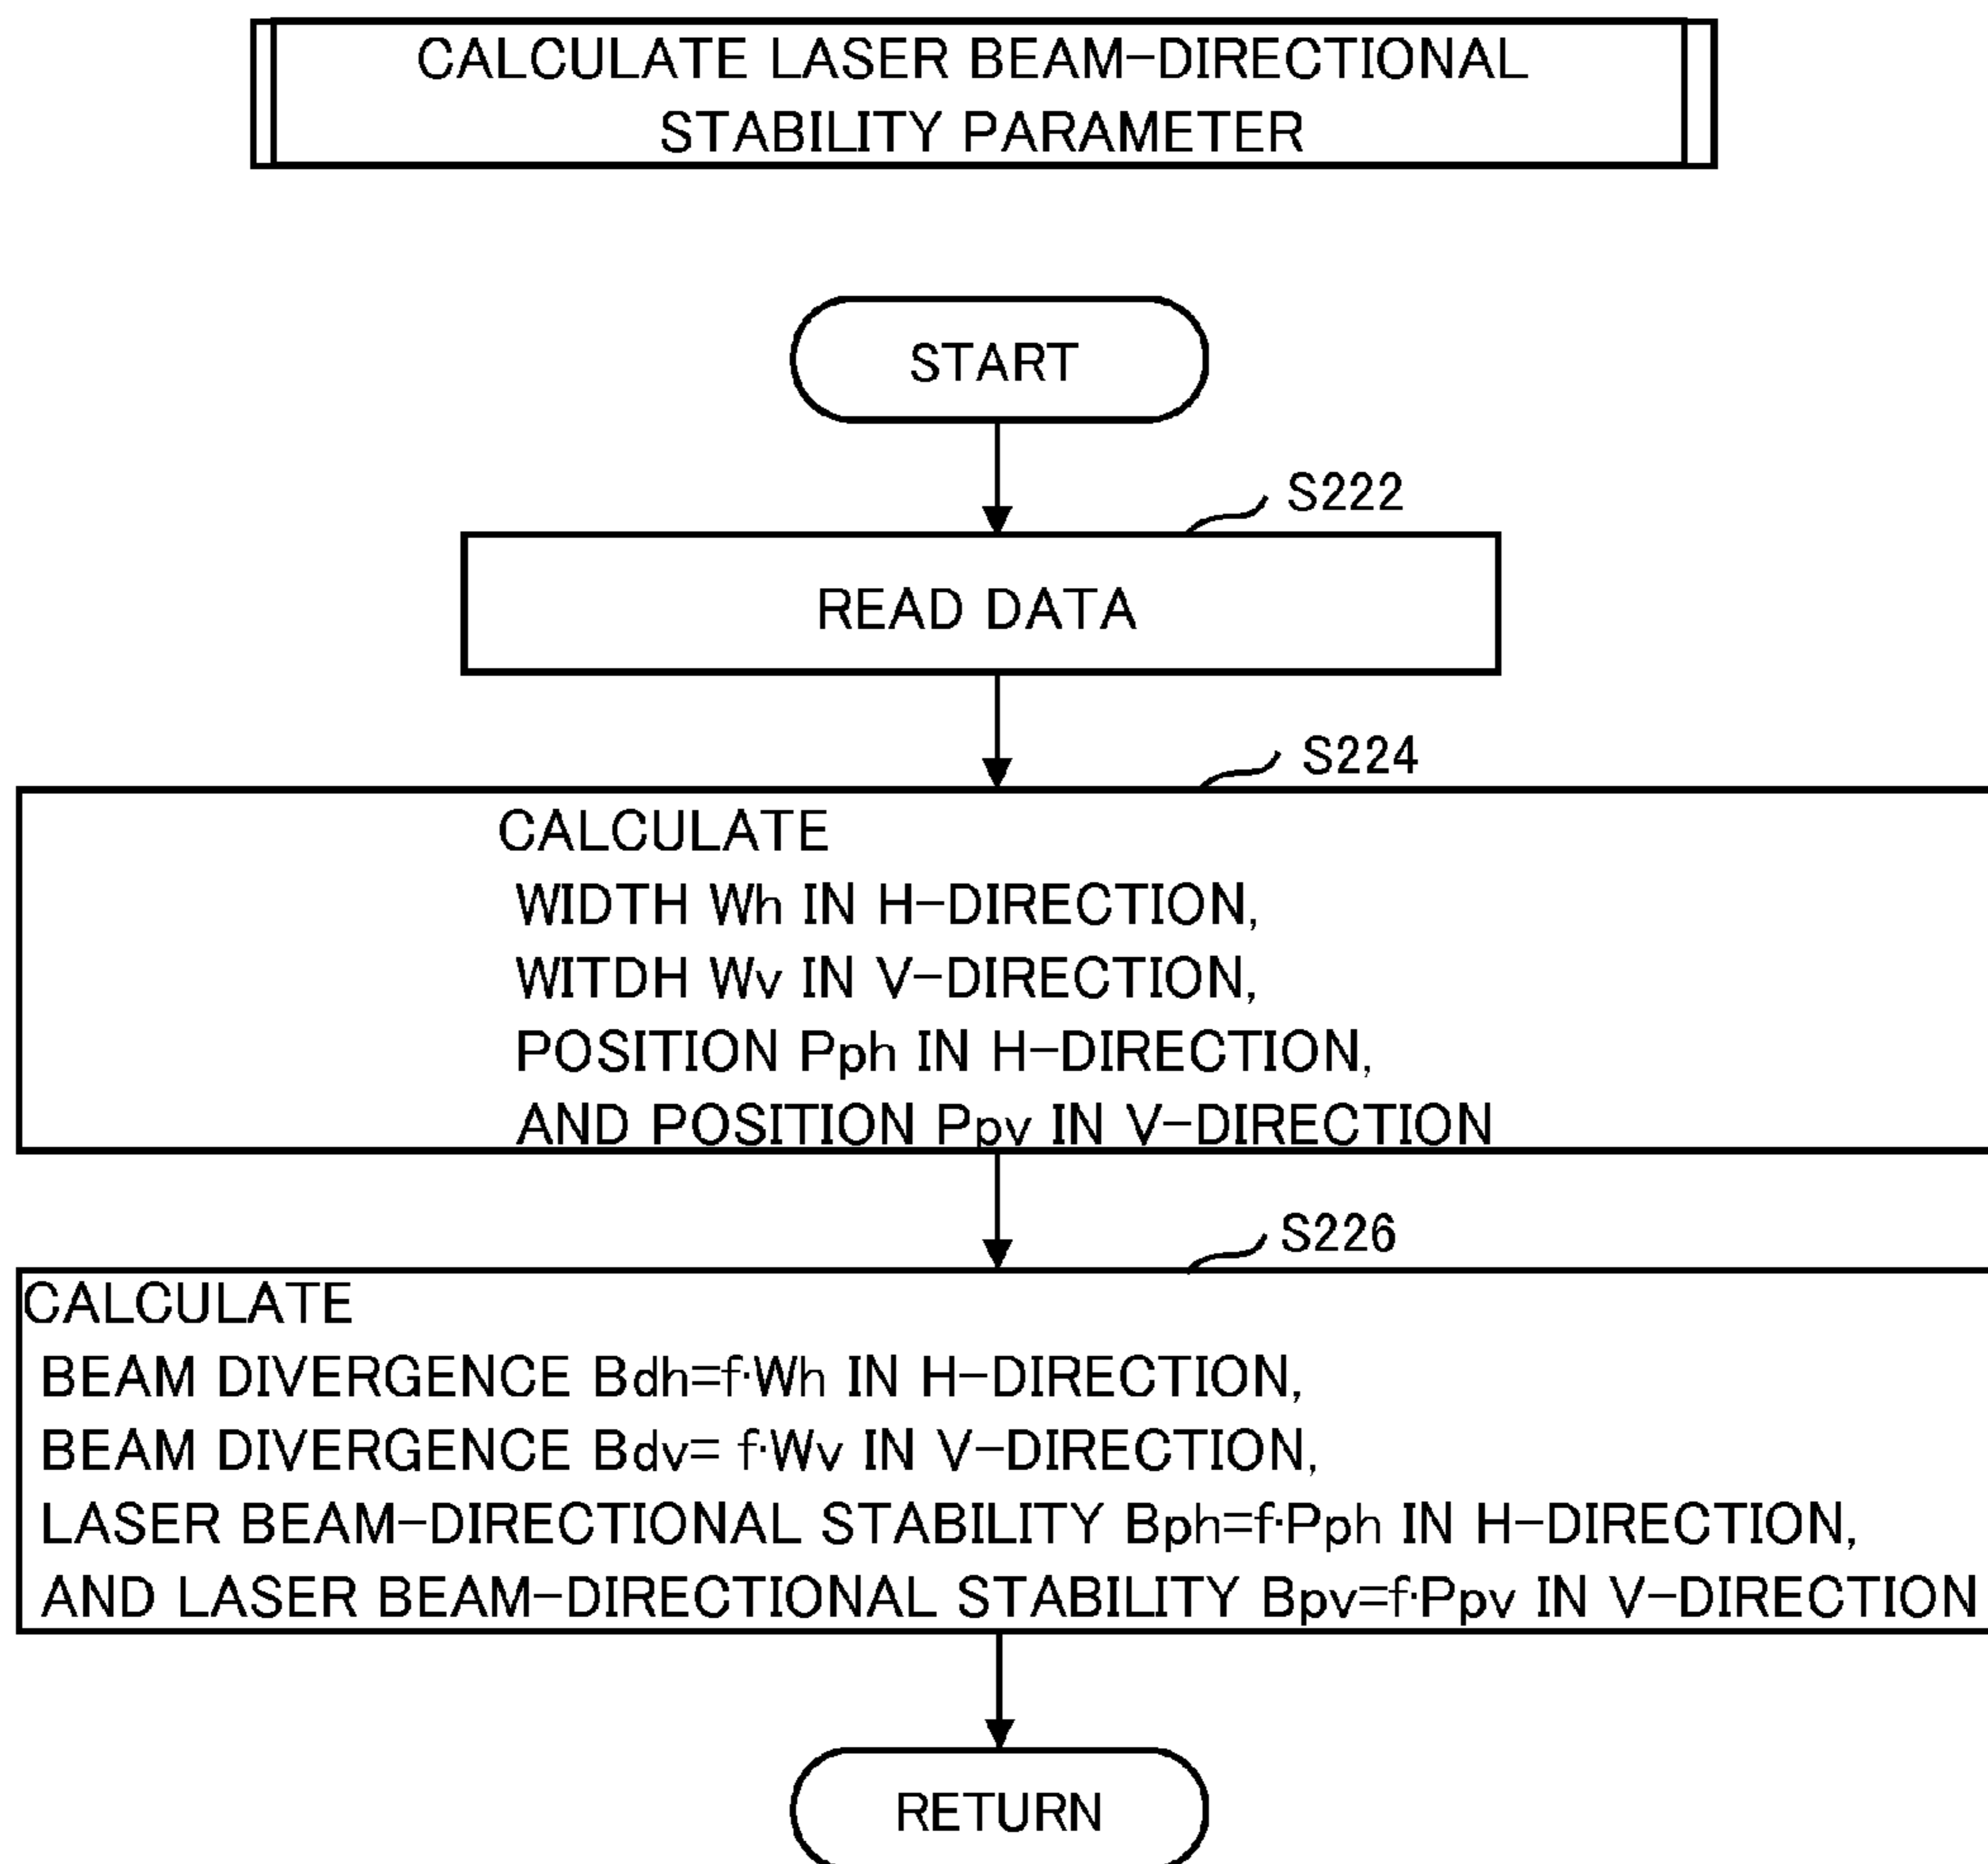 CALCULATE LASER BEAM-DIRECTIONAL
STABILITY PARAMETER
START
S222
READ DATA
S224
CALCULATE
WIDTH Wh IN H-DIRECTION,
WITDH Wv IN V-DIRECTION,
POSITION Pph IN H-DIRECTION,
AND POSITION Ppv IN V-DIRECTION
S226
CALCULATE
BEAM DIVERGENCE Bdh=f·Wh IN H-DIRECTION,
BEAM DIVERGENCE Bdv= f·Wv IN V-DIRECTION,
LASER BEAM-DIRECTIONAL STABILITY Bph=f·Pph IN H-DIRECTION,
AND LASER BEAM-DIRECTIONAL STABILITY Bpv=f·Ppv IN V-DIRECTION
RETURN